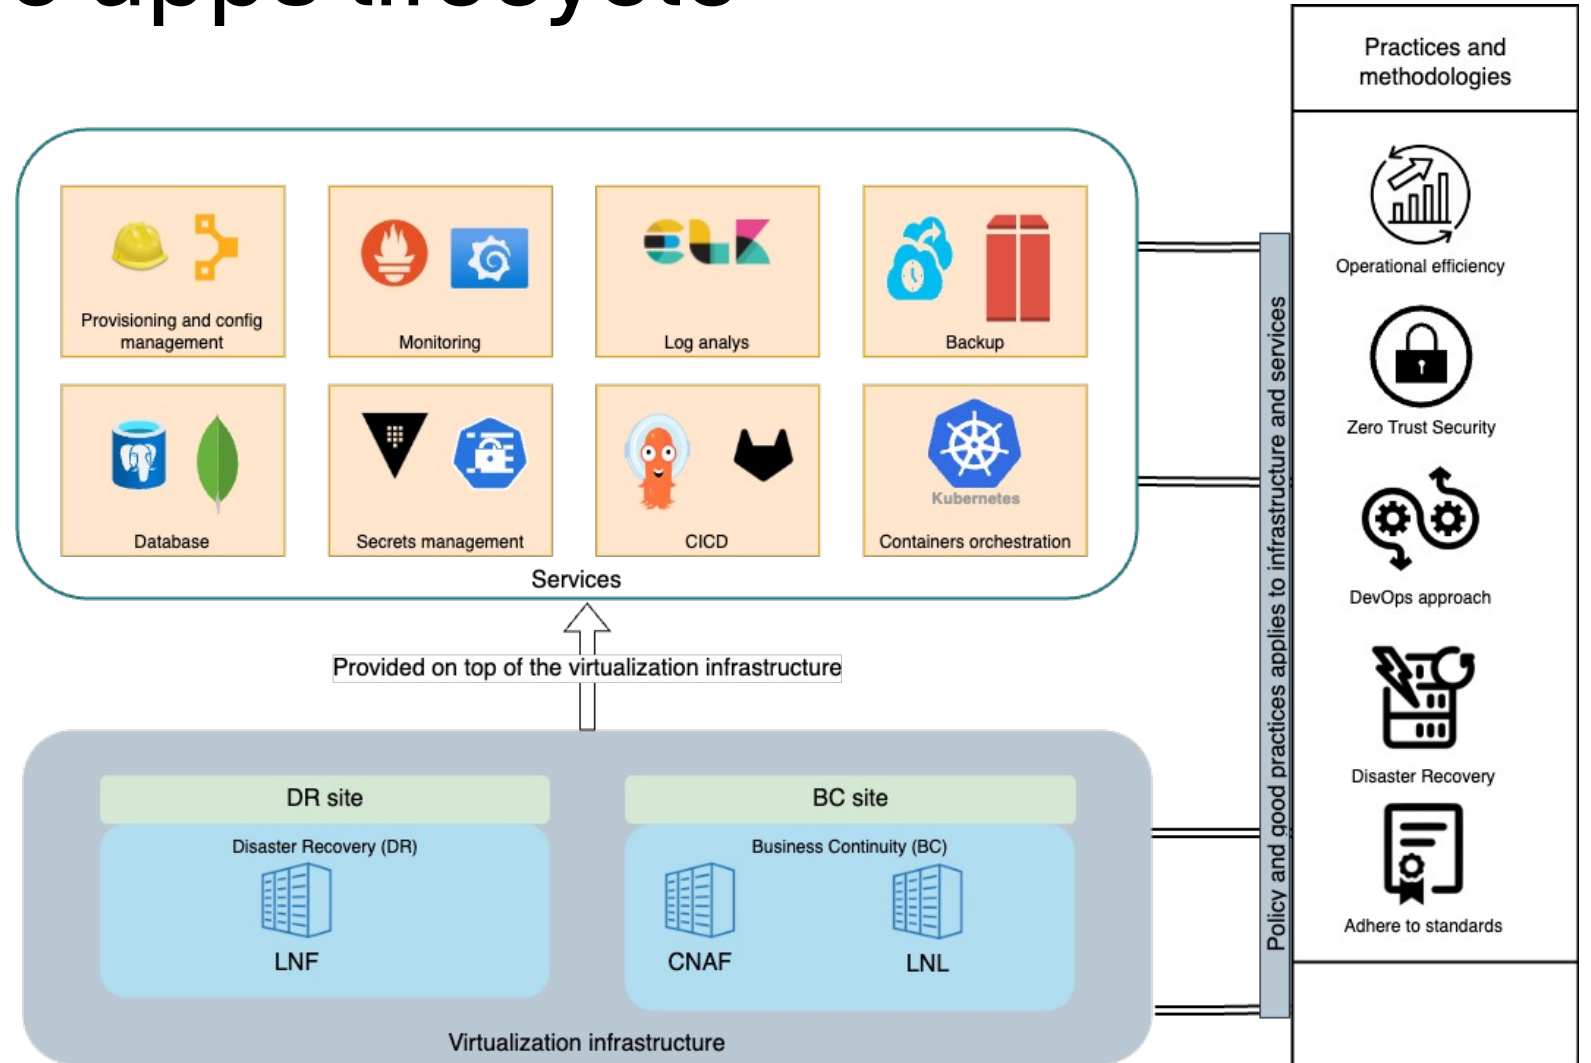 apps lifecycle
Practices and
methodologies
Provisioning and config
management
Monitoring
Log analys
Backup
Database
Secrets management
CICD
Kubernetes
Containers orchestration
Services
Provided on top of the virtualization infrastructure
DR site
Disaster Recovery (DR)
LNF
BC site
Business Continuity (BC)
CNAF
LNL
Virtualization infrastructure
Policy and good practices applies to infrastructure and services
Operational efficiency
Zero Trust Security
DevOps approach
Disaster Recovery
Adhere to standards